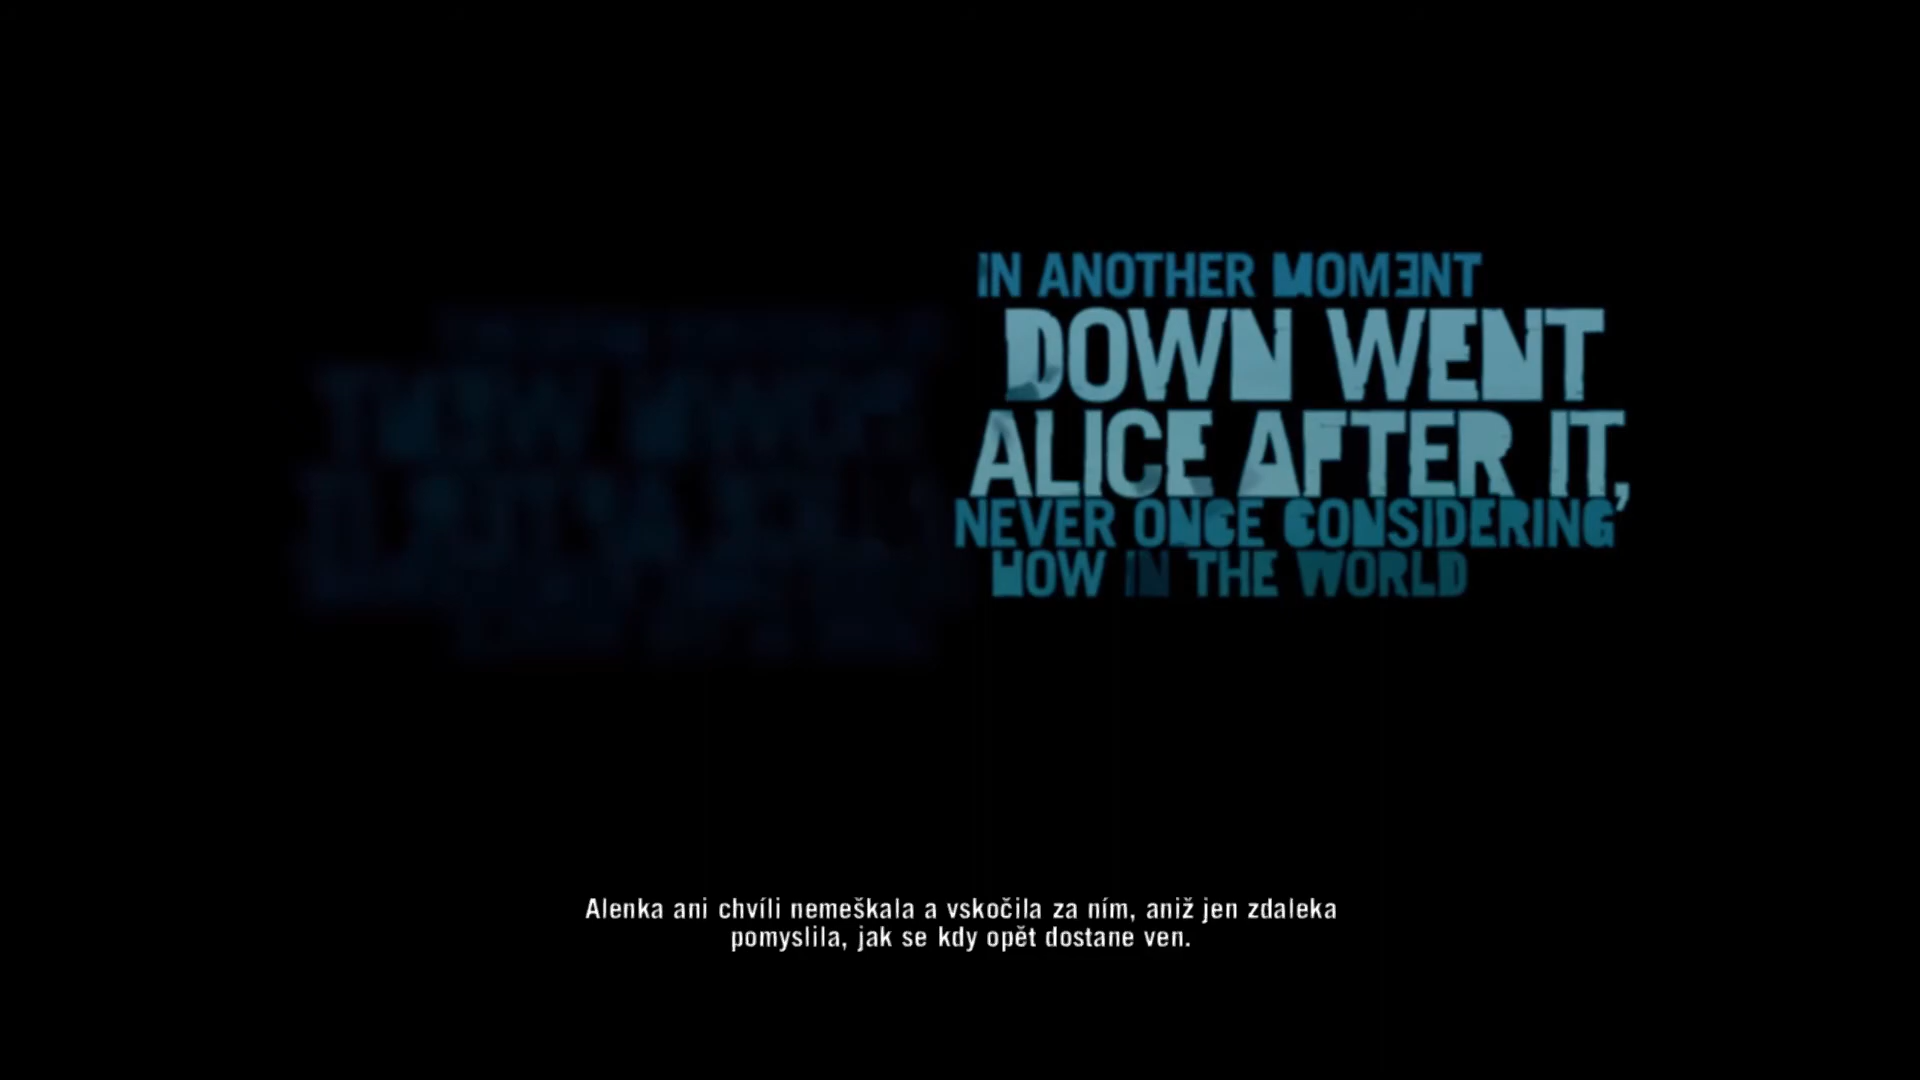 IN ANOTHER MOMENT
DOWN WENT
ALICE AFTER IT,
NEVER ONCE CONSIDERING
HOW IN THE WORLD
Alenka ani chvíli nemeškala a vskočila za ním, aniž jen zdaleka
pomyslila, jak se kdy opět dostane ven.